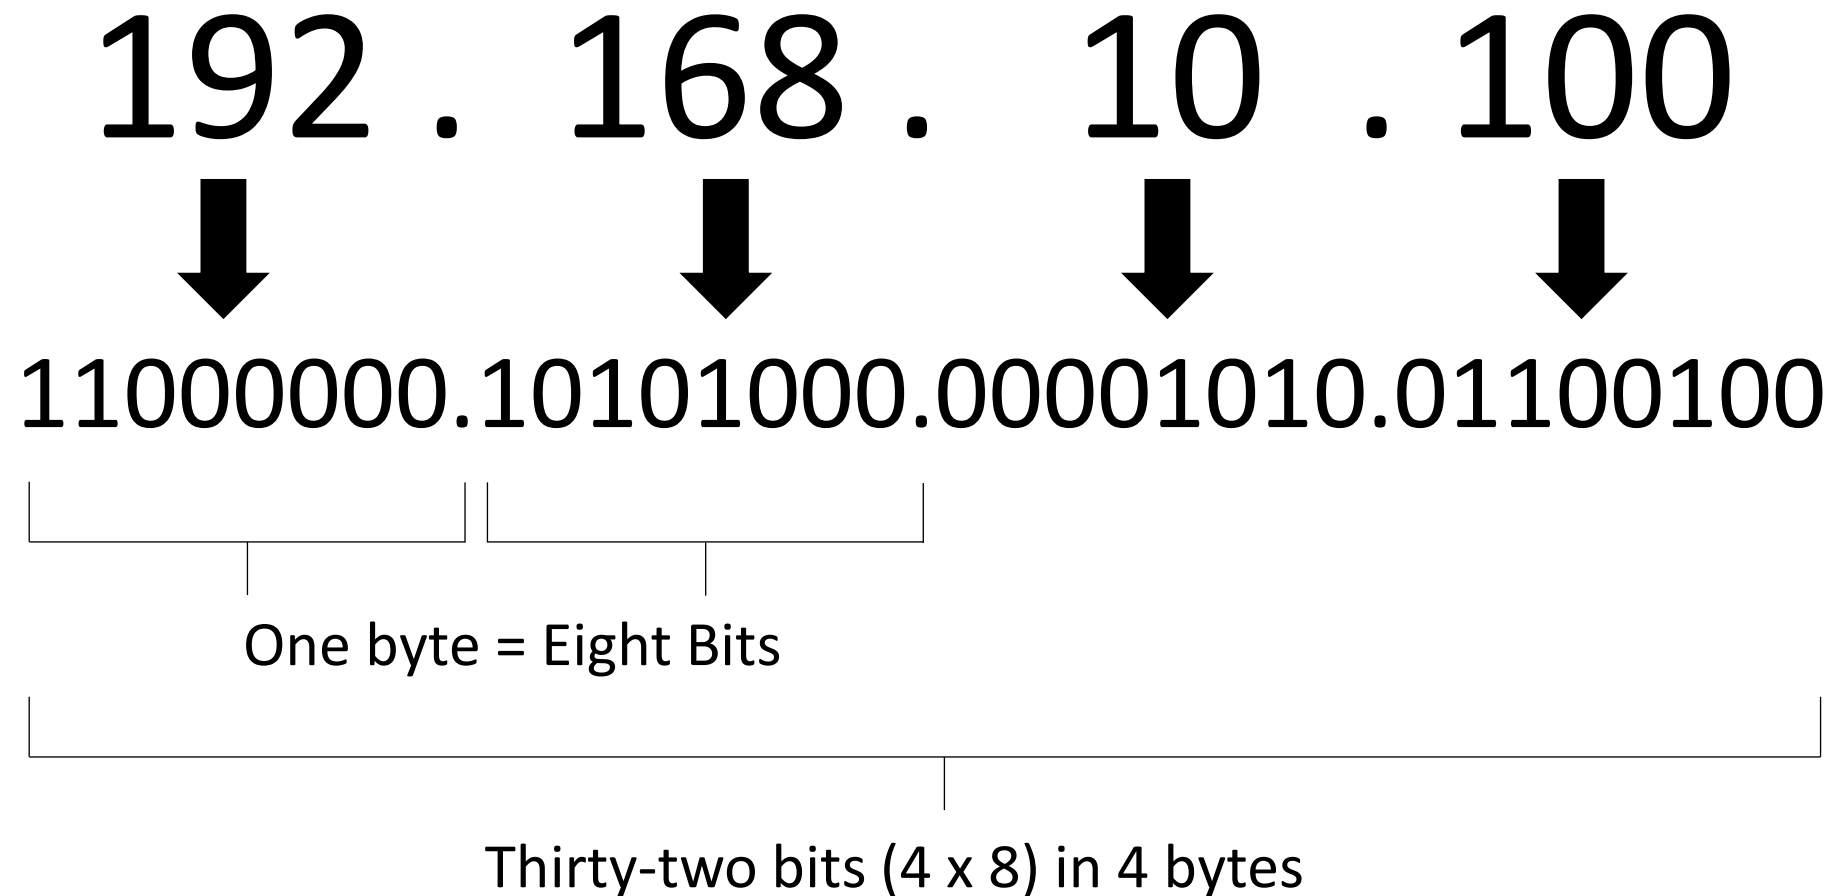 192 . 168 . 10 . 100
11000000.10101000.00001010.01100100
One byte = Eight Bits
Thirty-two bits (4 x 8) in 4 bytes